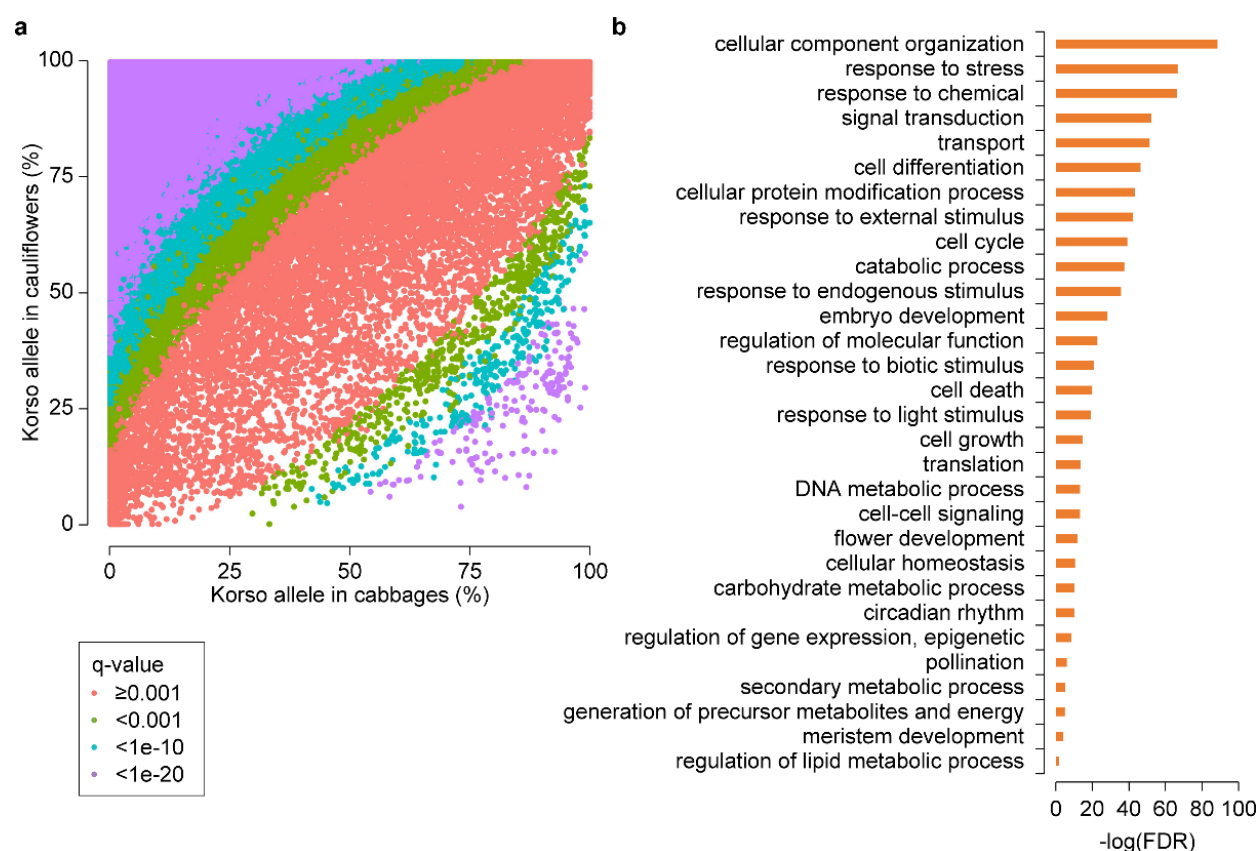 a
Korso allele in cauliflowers (%)
100
75
50
25
0
0 25 50 75 100
Korso allele in cabbages (%)
q-value
≥0.001
<0.001
<1e-10
<1e-20
b
cellular component organization
response to stress
response to chemical
signal transduction
transport
cell differentiation
cellular protein modification process
response to external stimulus
cell cycle
catabolic process
response to endogenous stimulus
embryo development
regulation of molecular function
response to biotic stimulus
cell death
response to light stimulus
cell growth
translation
DNA metabolic process
cell-cell signaling
flower development
cellular homeostasis
carbohydrate metabolic process
circadian rhythm
regulation of gene expression, epigenetic
pollination
secondary metabolic process
generation of precursor metabolites and energy
meristem development
regulation of lipid metabolic process
0 20 40 60 80 100
-log(FDR)